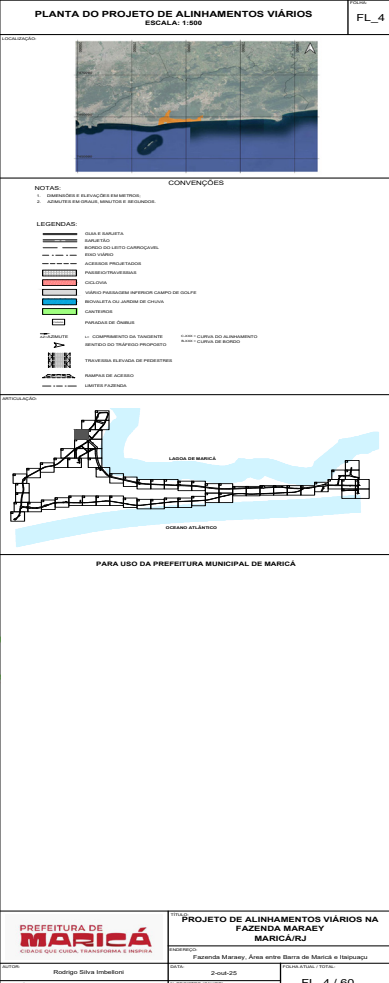 PLANTA DO PROJETO DE ALINHAMENTOS VIÁRIOS
ESCALA: 1:500
FOLHA:
FL_4
LOCALIZAÇÃO:
CONVENÇÕES
NOTAS:
1. DIMENSÕES E ELEVAÇÕES EM METROS.
2. AZIMUTES EM GRAUS, MINUTOS E SEGUNDOS.
LEGENDAS:
GUIA E SARJETA
SARJETÃO
BORDO DO LEITO CARROÇÁVEL
EIXO VIÁRIO
ACESSOS PROJETADOS
PASSEIO/TRAVESSIAS
CICLOVIA
VIÁRIO PASSAGEM INFERIOR CAMPO DE GOLFE
BIOVALETA OU JARDIM DE CHUVA
CANTEIROS
PARADAS DE ÔNIBUS
COMPRIMENTO DA TANGENTE
= CURVA DO ALINHAMENTO
SENTIDO DO TRÁFEGO PROPOSTO
= CURVA DE BORDO
TRAVESSIA ELEVADA DE PEDESTRES
RAMPAS DE ACESSO
LIMITES FAZENDA
ARTICULAÇÃO:
LAGOA DE MARICÁ
OCEANO ATLÂNTICO
PARA USO DA PREFEITURA MUNICIPAL DE MARICÁ
PREFEITURA DE
MARICÁ
CIDADE QUE CUIDA, TRANSFORMA E INSPIRA
TÍTULO:
PROJETO DE ALINHAMENTOS VIÁRIOS NA
FAZENDA MARAEY
MARICÁ/RJ
ENDEREÇO:
Fazenda Maraey, Área entre Barra de Maricá e Itaipuaçu
AUTOR:
Rodrigo Silva Imbelloni
DATA:
2-out-25
FOLHA ATUAL / TOTAL:
FL_4 / 60